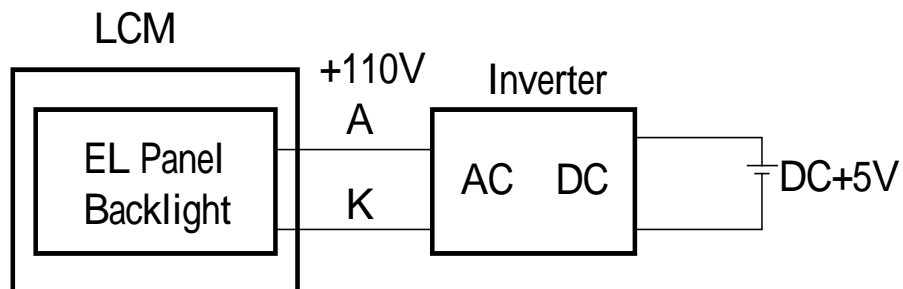 LCM
+110V
Inverter
A
EL Panel
Backlight
AC DC
DC+5V
K